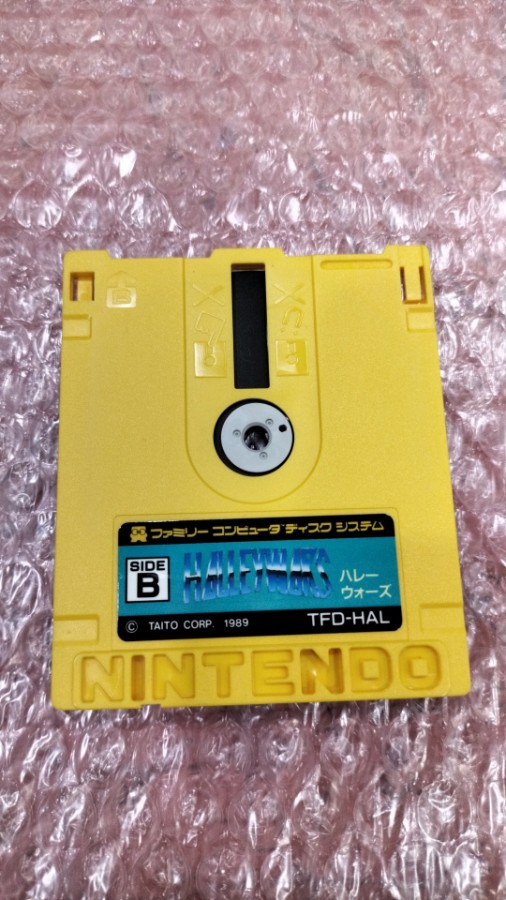 ファミリー コンピュータ ディスク システム
SIDE
B
HALLEYWARS
ハレー
ウォーズ
© TAITO CORP. 1989
TFD-HAL
NINTENDO